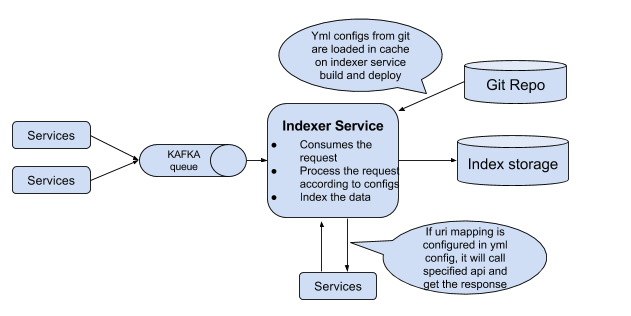 Yml configs from git
are loaded in cache
on indexer service
build and deploy
Git Repo
Services
Services
KAFKA
queue
Indexer Service
● Consumes the
request
● Process the request
according to configs
● Index the data
Index storage
If uri mapping is
configured in yml
config, it will call
specified api and
get the response
Services